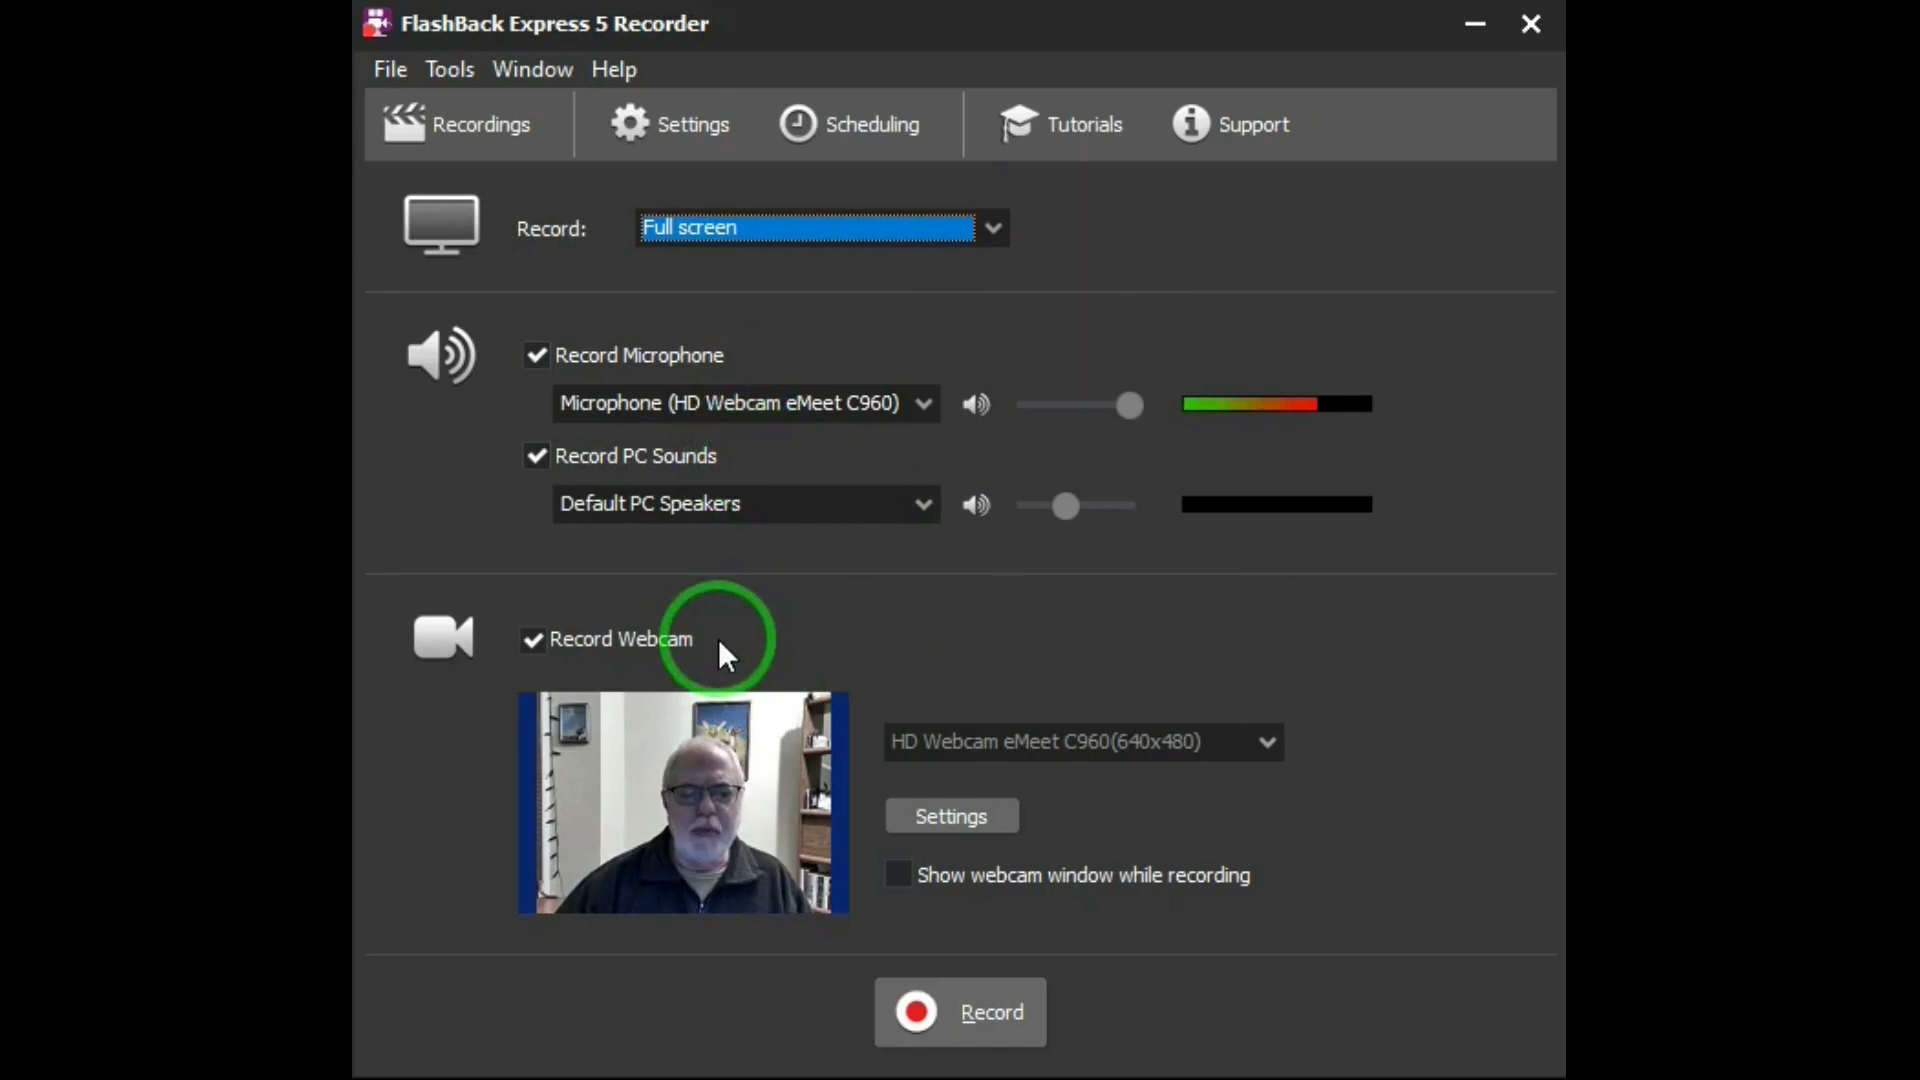 FlashBack Express 5 Recorder
File Tools Window Help
Recordings Settings Scheduling Tutorials Support
Record: Full screen
Record Microphone
Microphone (HD Webcam eMeet C960)
Record PC Sounds
Default PC Speakers
Record Webcam
HD Webcam eMeet C960(640x480)
Settings
Show webcam window while recording
Record